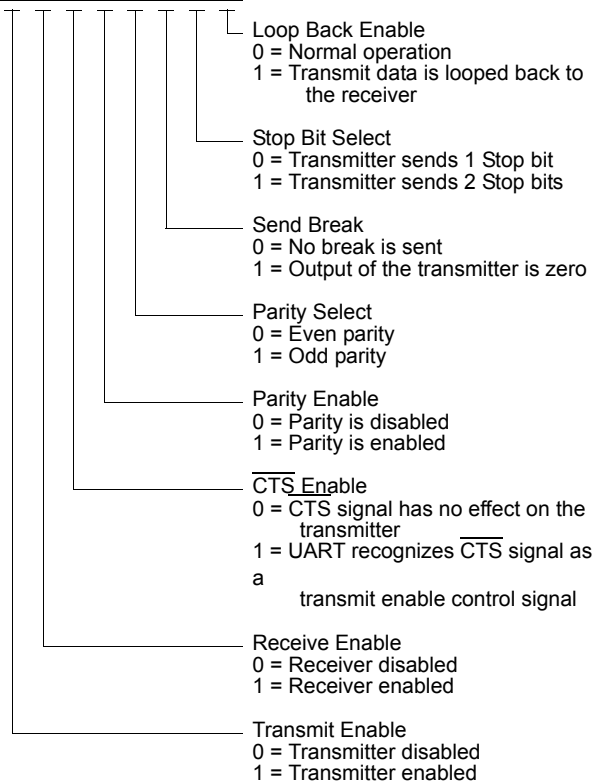 Loop Back Enable
0 = Normal operation
1 = Transmit data is looped back to
the receiver
Stop Bit Select
0 = Transmitter sends 1 Stop bit
1 = Transmitter sends 2 Stop bits
Send Break
0 = No break is sent
1 = Output of the transmitter is zero
Parity Select
0 = Even parity
1 = Odd parity
Parity Enable
0 = Parity is disabled
1 = Parity is enabled
CTS Enable
0 = CTS signal has no effect on the
transmitter
1 = UART recognizes CTS signal as
a
transmit enable control signal
Receive Enable
0 = Receiver disabled
1 = Receiver enabled
Transmit Enable
0 = Transmitter disabled
1 = Transmitter enabled